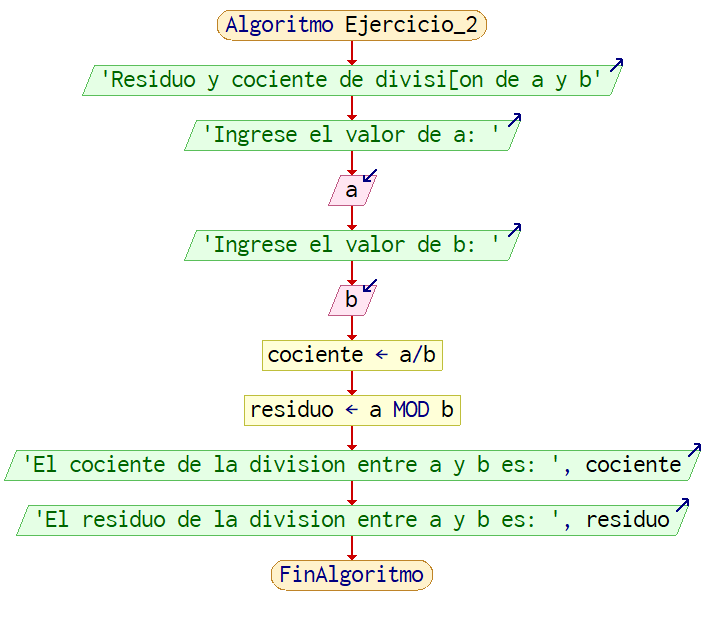 Algoritmo Ejercicio_2
'Residuo y cociente de divisi[on de a y b'
'Ingrese el valor de a: '
a
'Ingrese el valor de b: '
b
cociente ← a/b
residuo ← a MOD b
'El cociente de la division entre a y b es: ', cociente
'El residuo de la division entre a y b es: ', residuo
FinAlgoritmo